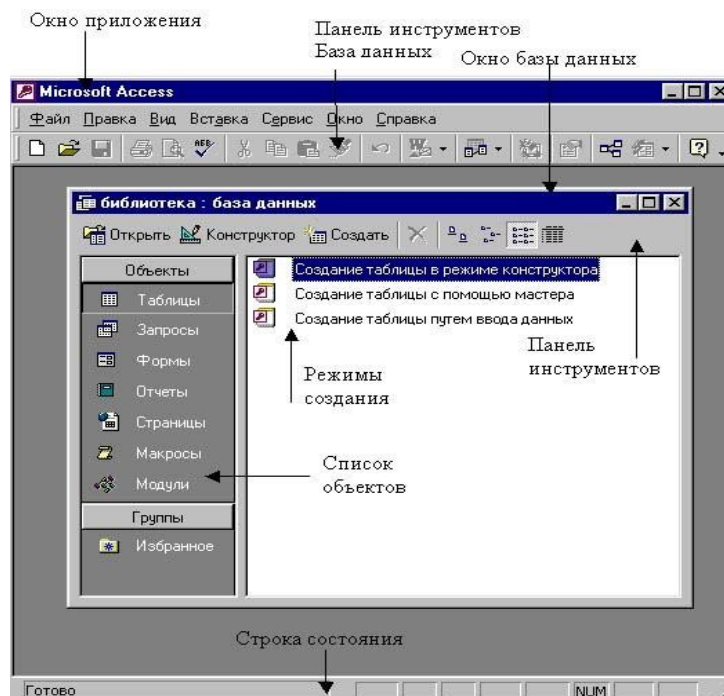 Окно приложения
Панель инструментов
База данных
Окно базы данных
Microsoft Access
Файл Правка Вид Вставка Сервис Окно Справка
библиотека : база данных
Открыть Конструктор Создать
Объекты
Таблицы
Запросы
Формы
Отчеты
Страницы
Макросы
Модули
Группы
Избранное
Создание таблицы в режиме конструктора
Создание таблицы с помощью мастера
Создание таблицы путем ввода данных
Режимы
создания
Панель
инструментов
Список
объектов
Строка состояния
Готово
NUM